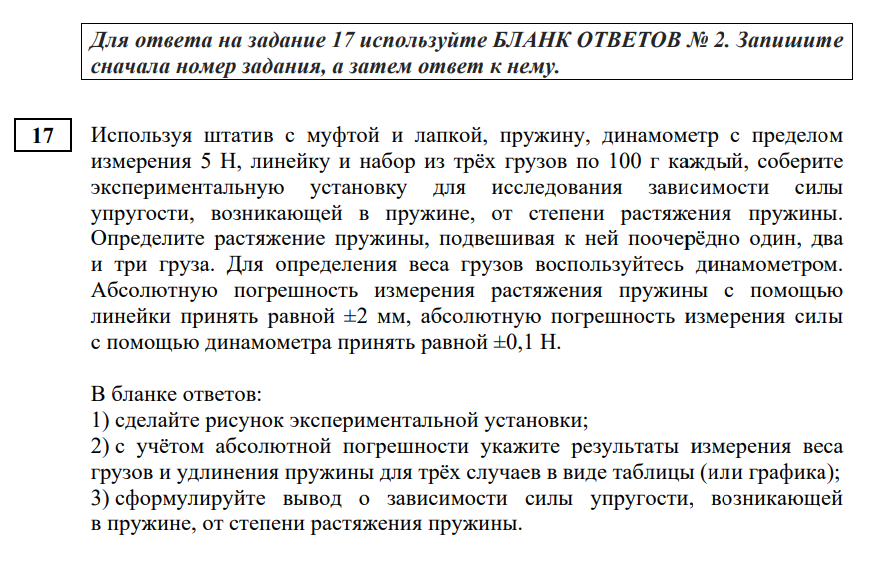 Для ответа на задание 17 используйте БЛАНК ОТВЕТОВ № 2. Запишите
сначала номер задания, а затем ответ к нему.
17
Используя штатив с муфтой и лапкой, пружину, динамометр с пределом
измерения 5 Н, линейку и набор из трёх грузов по 100 г каждый, соберите
экспериментальную установку для исследования зависимости силы
упругости, возникающей в пружине, от степени растяжения пружины.
Определите растяжение пружины, подвешивая к ней поочерёдно один, два
и три груза. Для определения веса грузов воспользуйтесь динамометром.
Абсолютную погрешность измерения растяжения пружины с помощью
линейки принять равной ±2 мм, абсолютную погрешность измерения силы
с помощью динамометра принять равной ±0,1 Н.
В бланке ответов:
1) сделайте рисунок экспериментальной установки;
2) с учётом абсолютной погрешности укажите результаты измерения веса
грузов и удлинения пружины для трёх случаев в виде таблицы (или графика);
3) сформулируйте вывод о зависимости силы упругости, возникающей
в пружине, от степени растяжения пружины.